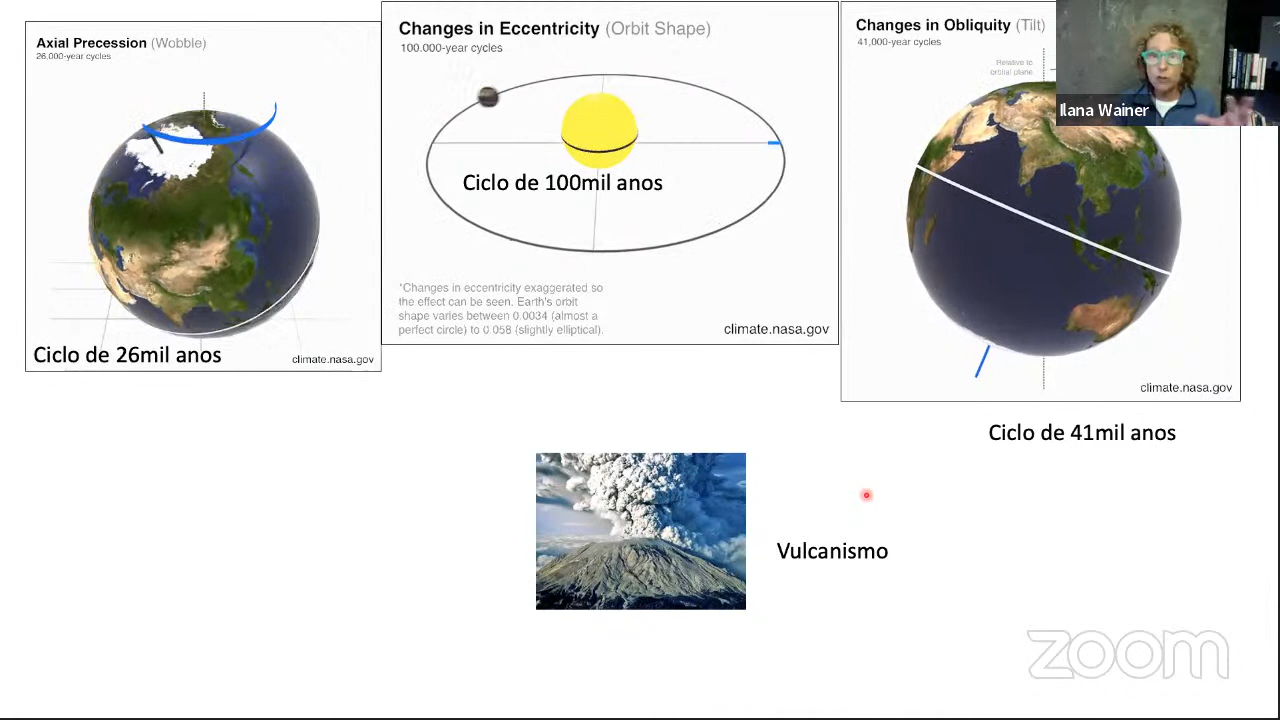 Axial Precession (Wobble)
26,000-year cycles
Ciclo de 26mil anos
climate.nasa.gov
Changes in Eccentricity (Orbit Shape)
100.000-year cycles
Ciclo de 100mil anos
*Changes in eccentricity exaggerated so
the effect can be seen. Earth's orbit
shape varies between 0.0034 (almost a
perfect circle) to 0.058 (slightly elliptical).
climate.nasa.gov
Changes in Obliquity (Tilt)
41,000-year cycles
Relative to
orbital plane
Ilana Wainer
climate.nasa.gov
Ciclo de 41mil anos
Vulcanismo
zoom